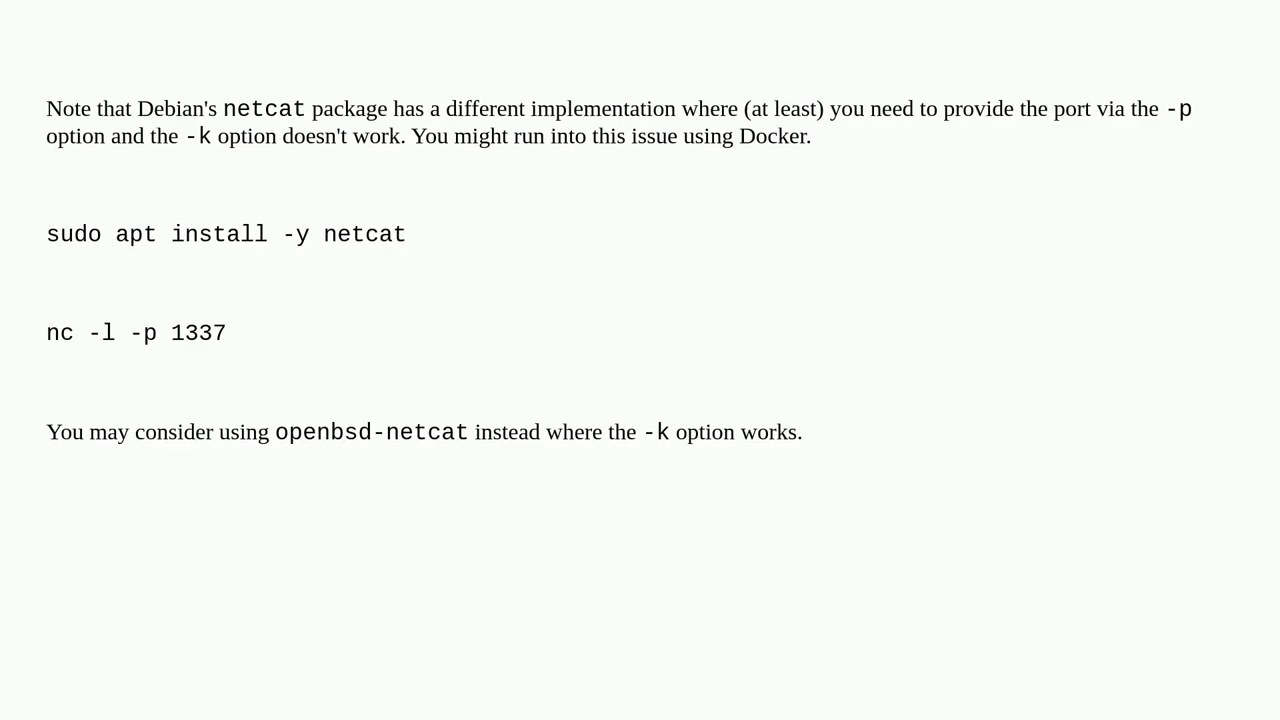 Note that Debian's netcat package has a different implementation where (at least) you need to provide the port via the -p
option and the -k option doesn't work. You might run into this issue using Docker.
sudo apt install -y netcat
nc -l -p 1337
You may consider using openbsd-netcat instead where the -k option works.